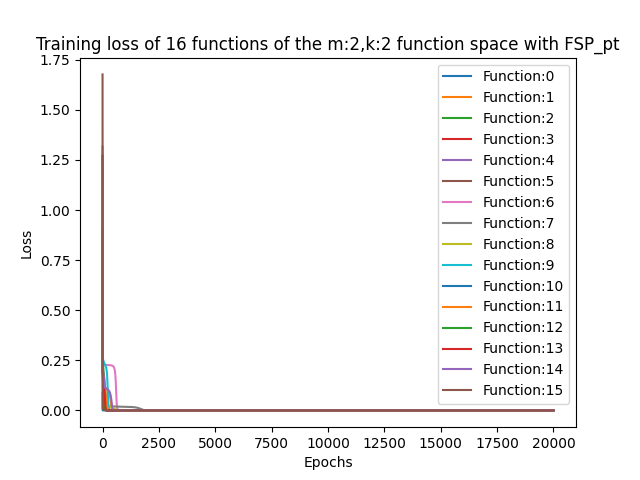 Training loss of 16 functions of the m:2,k:2 function space with FSP_pt
1.75
1.50
1.25
1.00
0.75
0.50
0.25
0.00
Loss
Function:0
Function:1
Function:2
Function:3
Function:4
Function:5
Function:6
Function:7
Function:8
Function:9
Function:10
Function:11
Function:12
Function:13
Function:14
Function:15
0 2500 5000 7500 10000 12500 15000 17500 20000
Epochs